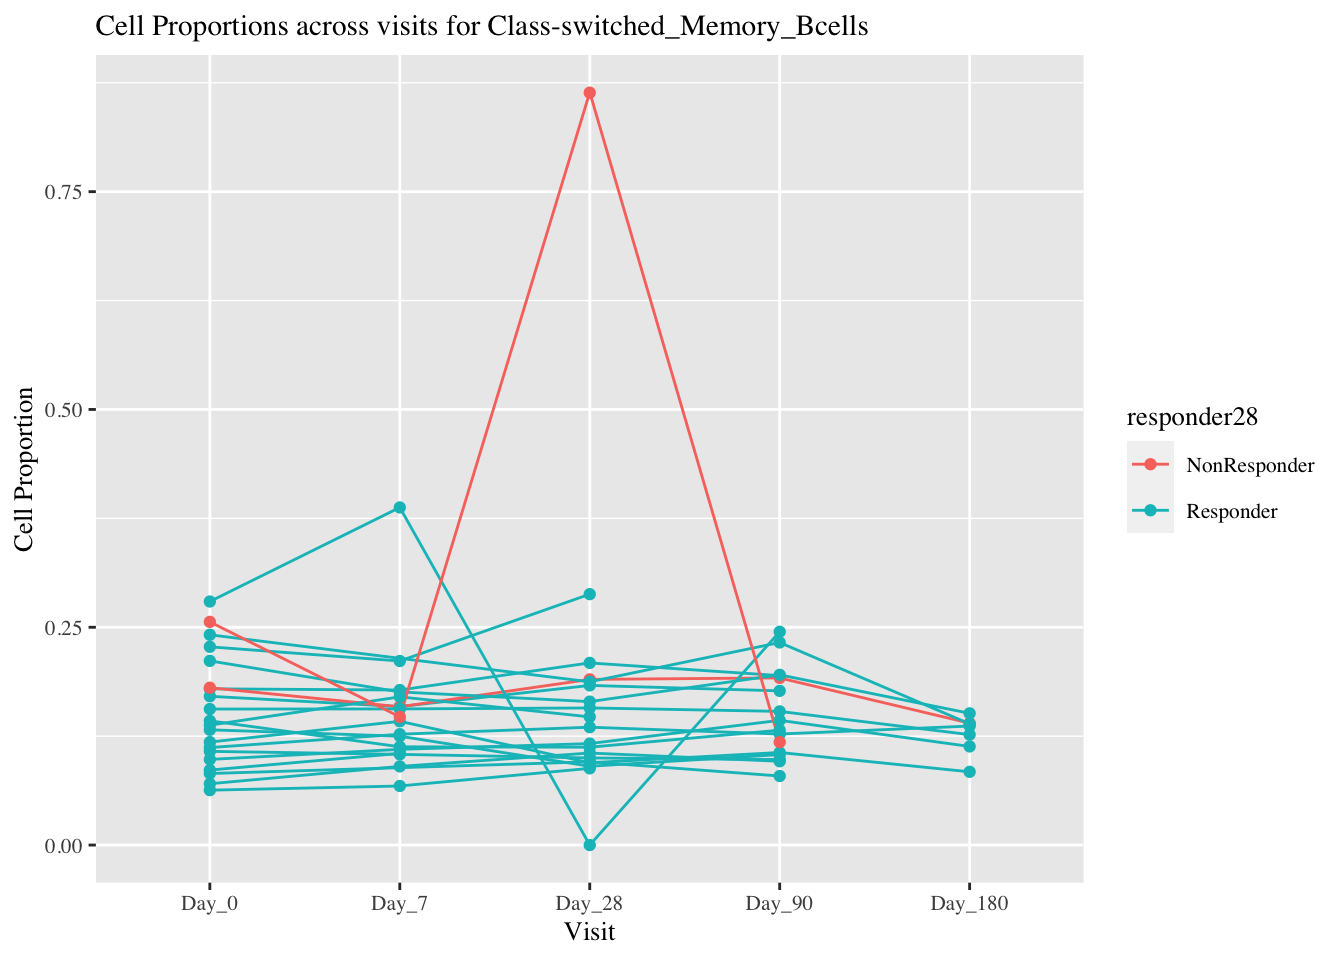 Cell Proportions across visits for Class-switched_Memory_Bcells
Cell Proportion
0.75
0.50
0.25
0.00
Day_0
Day_7
Day_28
Day_90
Day_180
Visit
responder28
NonResponder
Responder